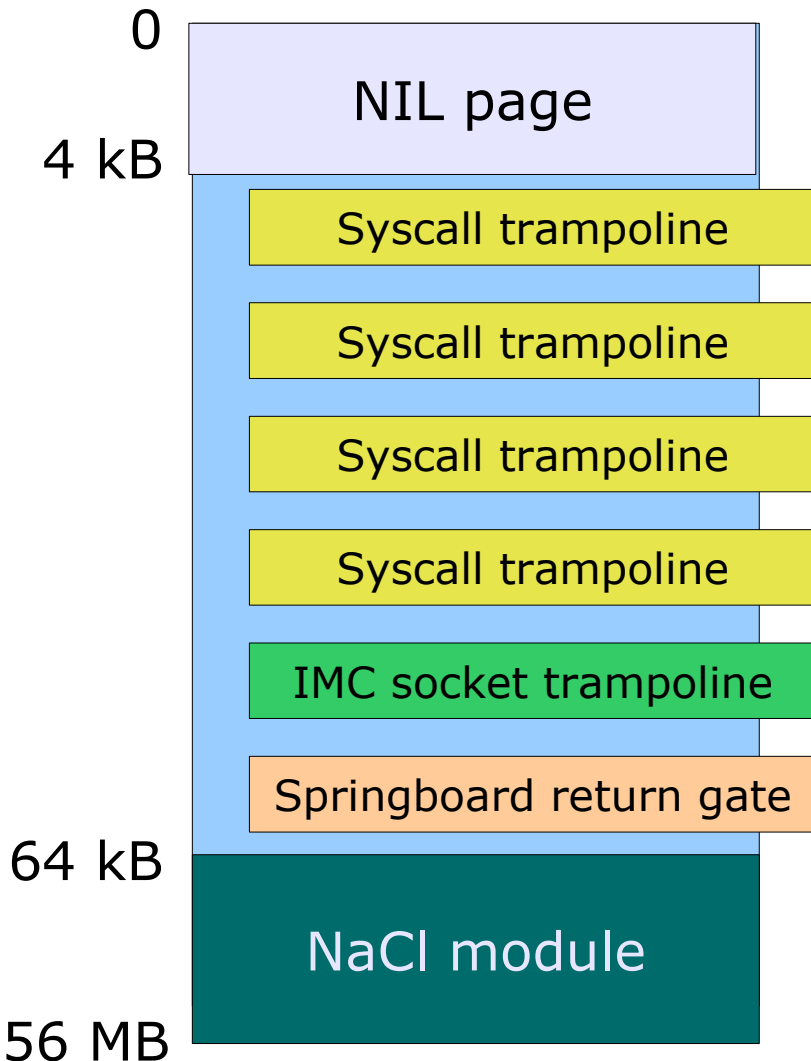 0
NIL page
4 kB
Syscall trampoline
Syscall trampoline
Syscall trampoline
Syscall trampoline
IMC socket trampoline
Springboard return gate
64 kB
NaCl module
56 MB